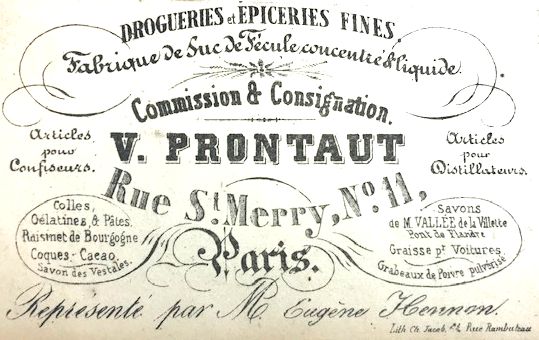 DROGUERIES et EPICERIES FINES.
Fabrique de Suc de Fécule concentré & liquide.
Commission & Consignation.
Articles
pour
Confiseurs.
V. PRONTAUT
Articles
pour
Distillateurs.
Rue St. Merry, No. 11,
Paris.
Colles,
Gélatines, & Pâtes.
Raisinet de Bourgogne
Coques - Cacao.
Savon des Vestales.
Savons
de M. VALLÉE de la Villette
Pont de Flandre
Graisse pr. Voitures
Grabeaux de Poivre pulvérisé
Représenté par M Eugène Hennon.
Lith. Ch. Jacob, Rue Rambuteau